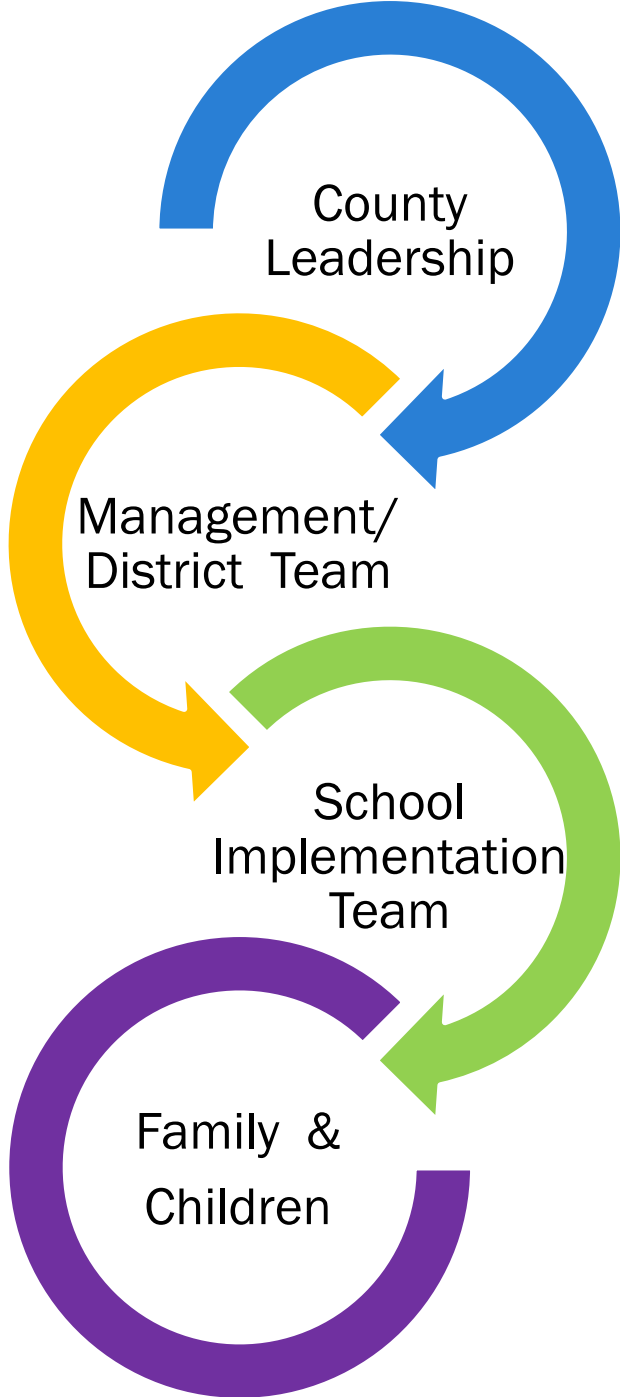 County
Leadership
Management/
District Team
School
Implementation
Team
Family &
Children